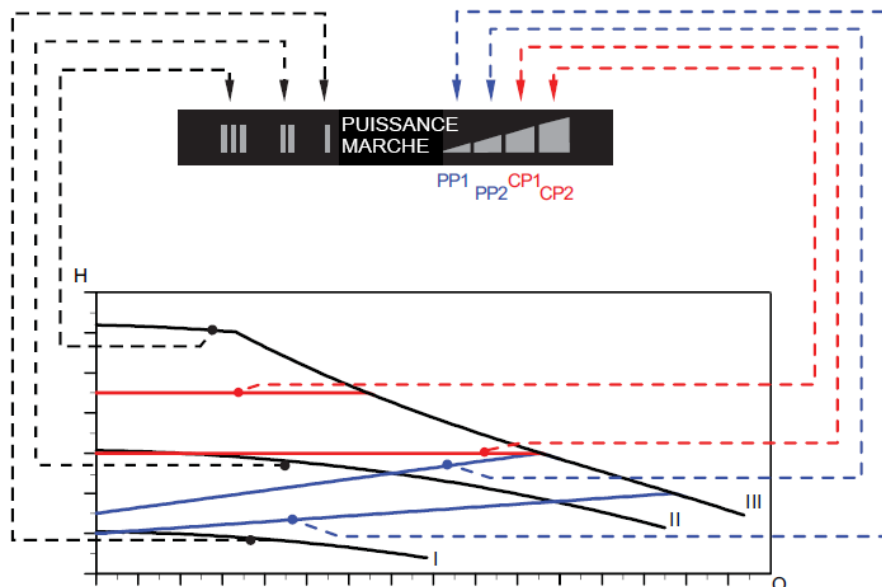 III II I PUISSANCE
MARCHE
PP1 PP2 CP1 CP2
H
III
II
I
Q